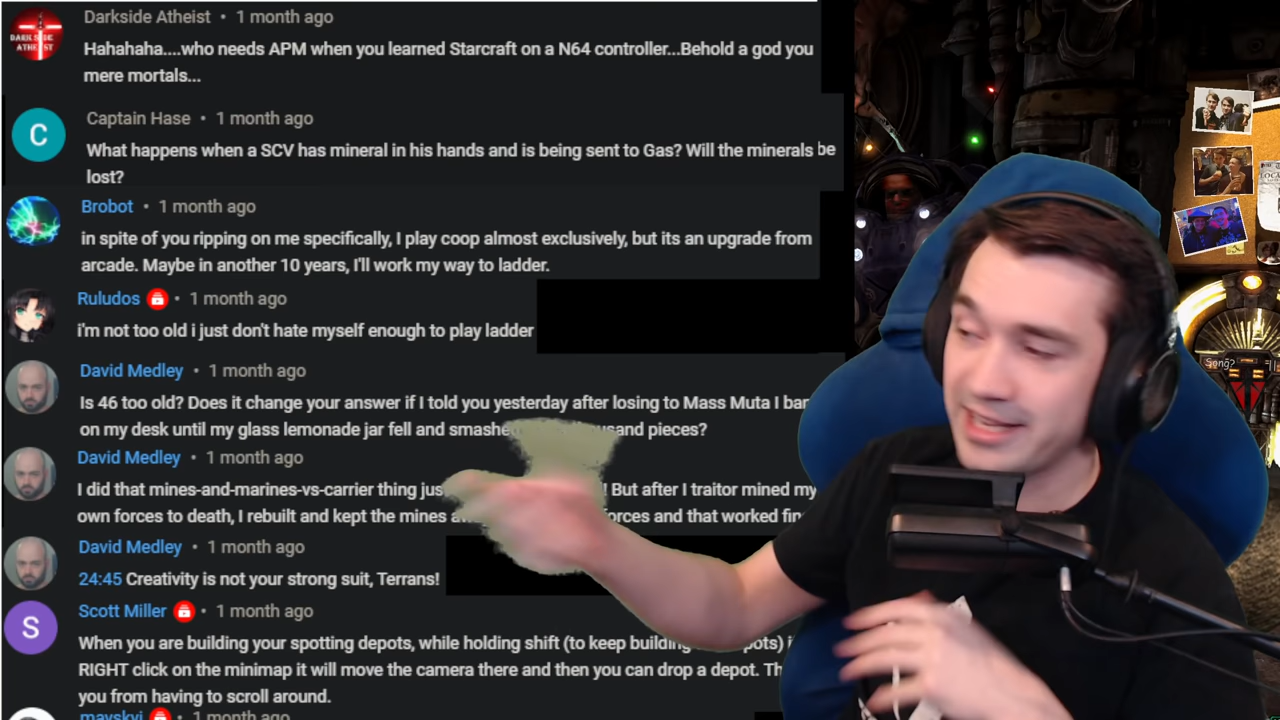 Darkside Atheist • 1 month ago
Hahahaha....who needs APM when you learned Starcraft on a N64 controller...Behold a god you
mere mortals...
DARK SIDE
ATHEIST
C
Captain Hase • 1 month ago
What happens when a SCV has mineral in his hands and is being sent to Gas? Will the minerals be
lost?
Brobot • 1 month ago
in spite of you ripping on me specifically, I play coop almost exclusively, but its an upgrade from
arcade. Maybe in another 10 years, I'll work my way to ladder.
Ruludos • 1 month ago
i'm not too old i just don't hate myself enough to play ladder
David Medley • 1 month ago
Is 46 too old? Does it change your answer if I told you yesterday after losing to Mass Muta I
on my desk until my glass lemonade jar fell and pieces?
David Medley • 1 month ago
I did that mines-and-marines-vs-carrier thing ! But after I traitor mined my
own forces to death, I rebuilt and kept the mines and that worked
David Medley • 1 month ago
24:45 Creativity is not your strong suit, Terrans!
S
Scott Miller • 1 month ago
When you are building your spotting depots, while holding shift (to keep building
RIGHT click on the minimap it will move the camera there and then you can drop a depot.
you from having to scroll around.
mayskyi • 1 month ago
Song?